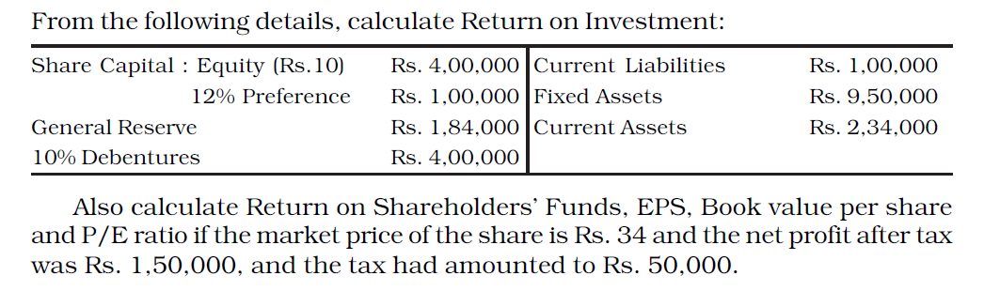 From the following details, calculate Return on Investment:
Share Capital : Equity (Rs.10) Rs. 4,00,000 Current Liabilities Rs. 1,00,000
12% Preference Rs. 1,00,000 Fixed Assets Rs. 9,50,000
General Reserve Rs. 1,84,000 Current Assets Rs. 2,34,000
10% Debentures Rs. 4,00,000
Also calculate Return on Shareholders’ Funds, EPS, Book value per share
and P/E ratio if the market price of the share is Rs. 34 and the net profit after tax
was Rs. 1,50,000, and the tax had amounted to Rs. 50,000.